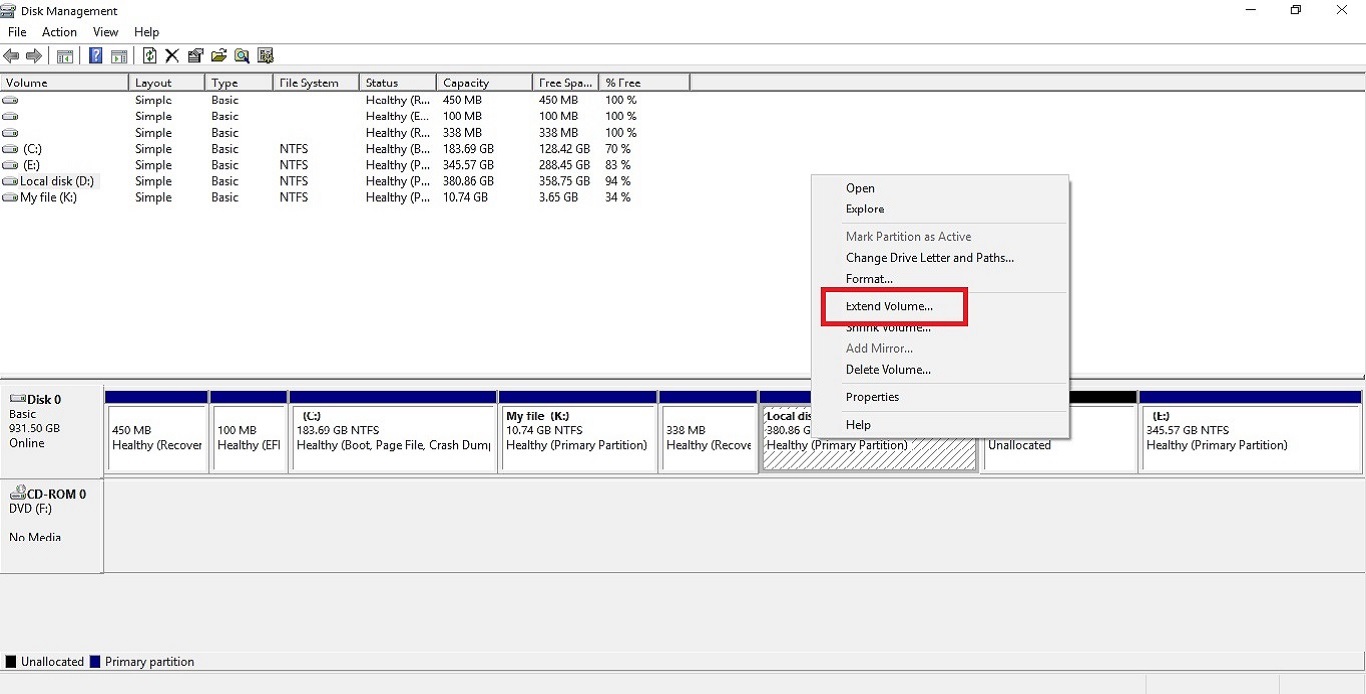 Disk Management
File Action View Help
Volume Layout Type File System Status Capacity Free Spa... % Free
Simple Basic Healthy (R... 450 MB 450 MB 100 %
Simple Basic Healthy (E... 100 MB 100 MB 100 %
Simple Basic Healthy (R... 338 MB 338 MB 100 %
(C:) Simple Basic NTFS Healthy (B... 183.69 GB 128.42 GB 70 %
(E:) Simple Basic NTFS Healthy (P... 345.57 GB 288.45 GB 83 %
Local disk (D:) Simple Basic NTFS Healthy (P... 380.86 GB 358.75 GB 94 %
My file (K:) Simple Basic NTFS Healthy (P... 10.74 GB 3.65 GB 34 %
Open
Explore
Mark Partition as Active
Change Drive Letter and Paths...
Format...
Extend Volume...
Shrink Volume...
Add Mirror...
Delete Volume...
Properties
Help
Disk 0
Basic
931.50 GB
Online
450 MB
Healthy (Recover
100 MB
Healthy (EFI
(C:)
183.69 GB NTFS
Healthy (Boot, Page File, Crash Dump
My file (K:)
10.74 GB NTFS
Healthy (Primary Partition)
338 MB
Healthy (Recove
Local dis
380.86 G
Healthy (Primary Partition)
Unallocated
(E:)
345.57 GB NTFS
Healthy (Primary Partition)
CD-ROM 0
DVD (F:)
No Media
Unallocated Primary partition